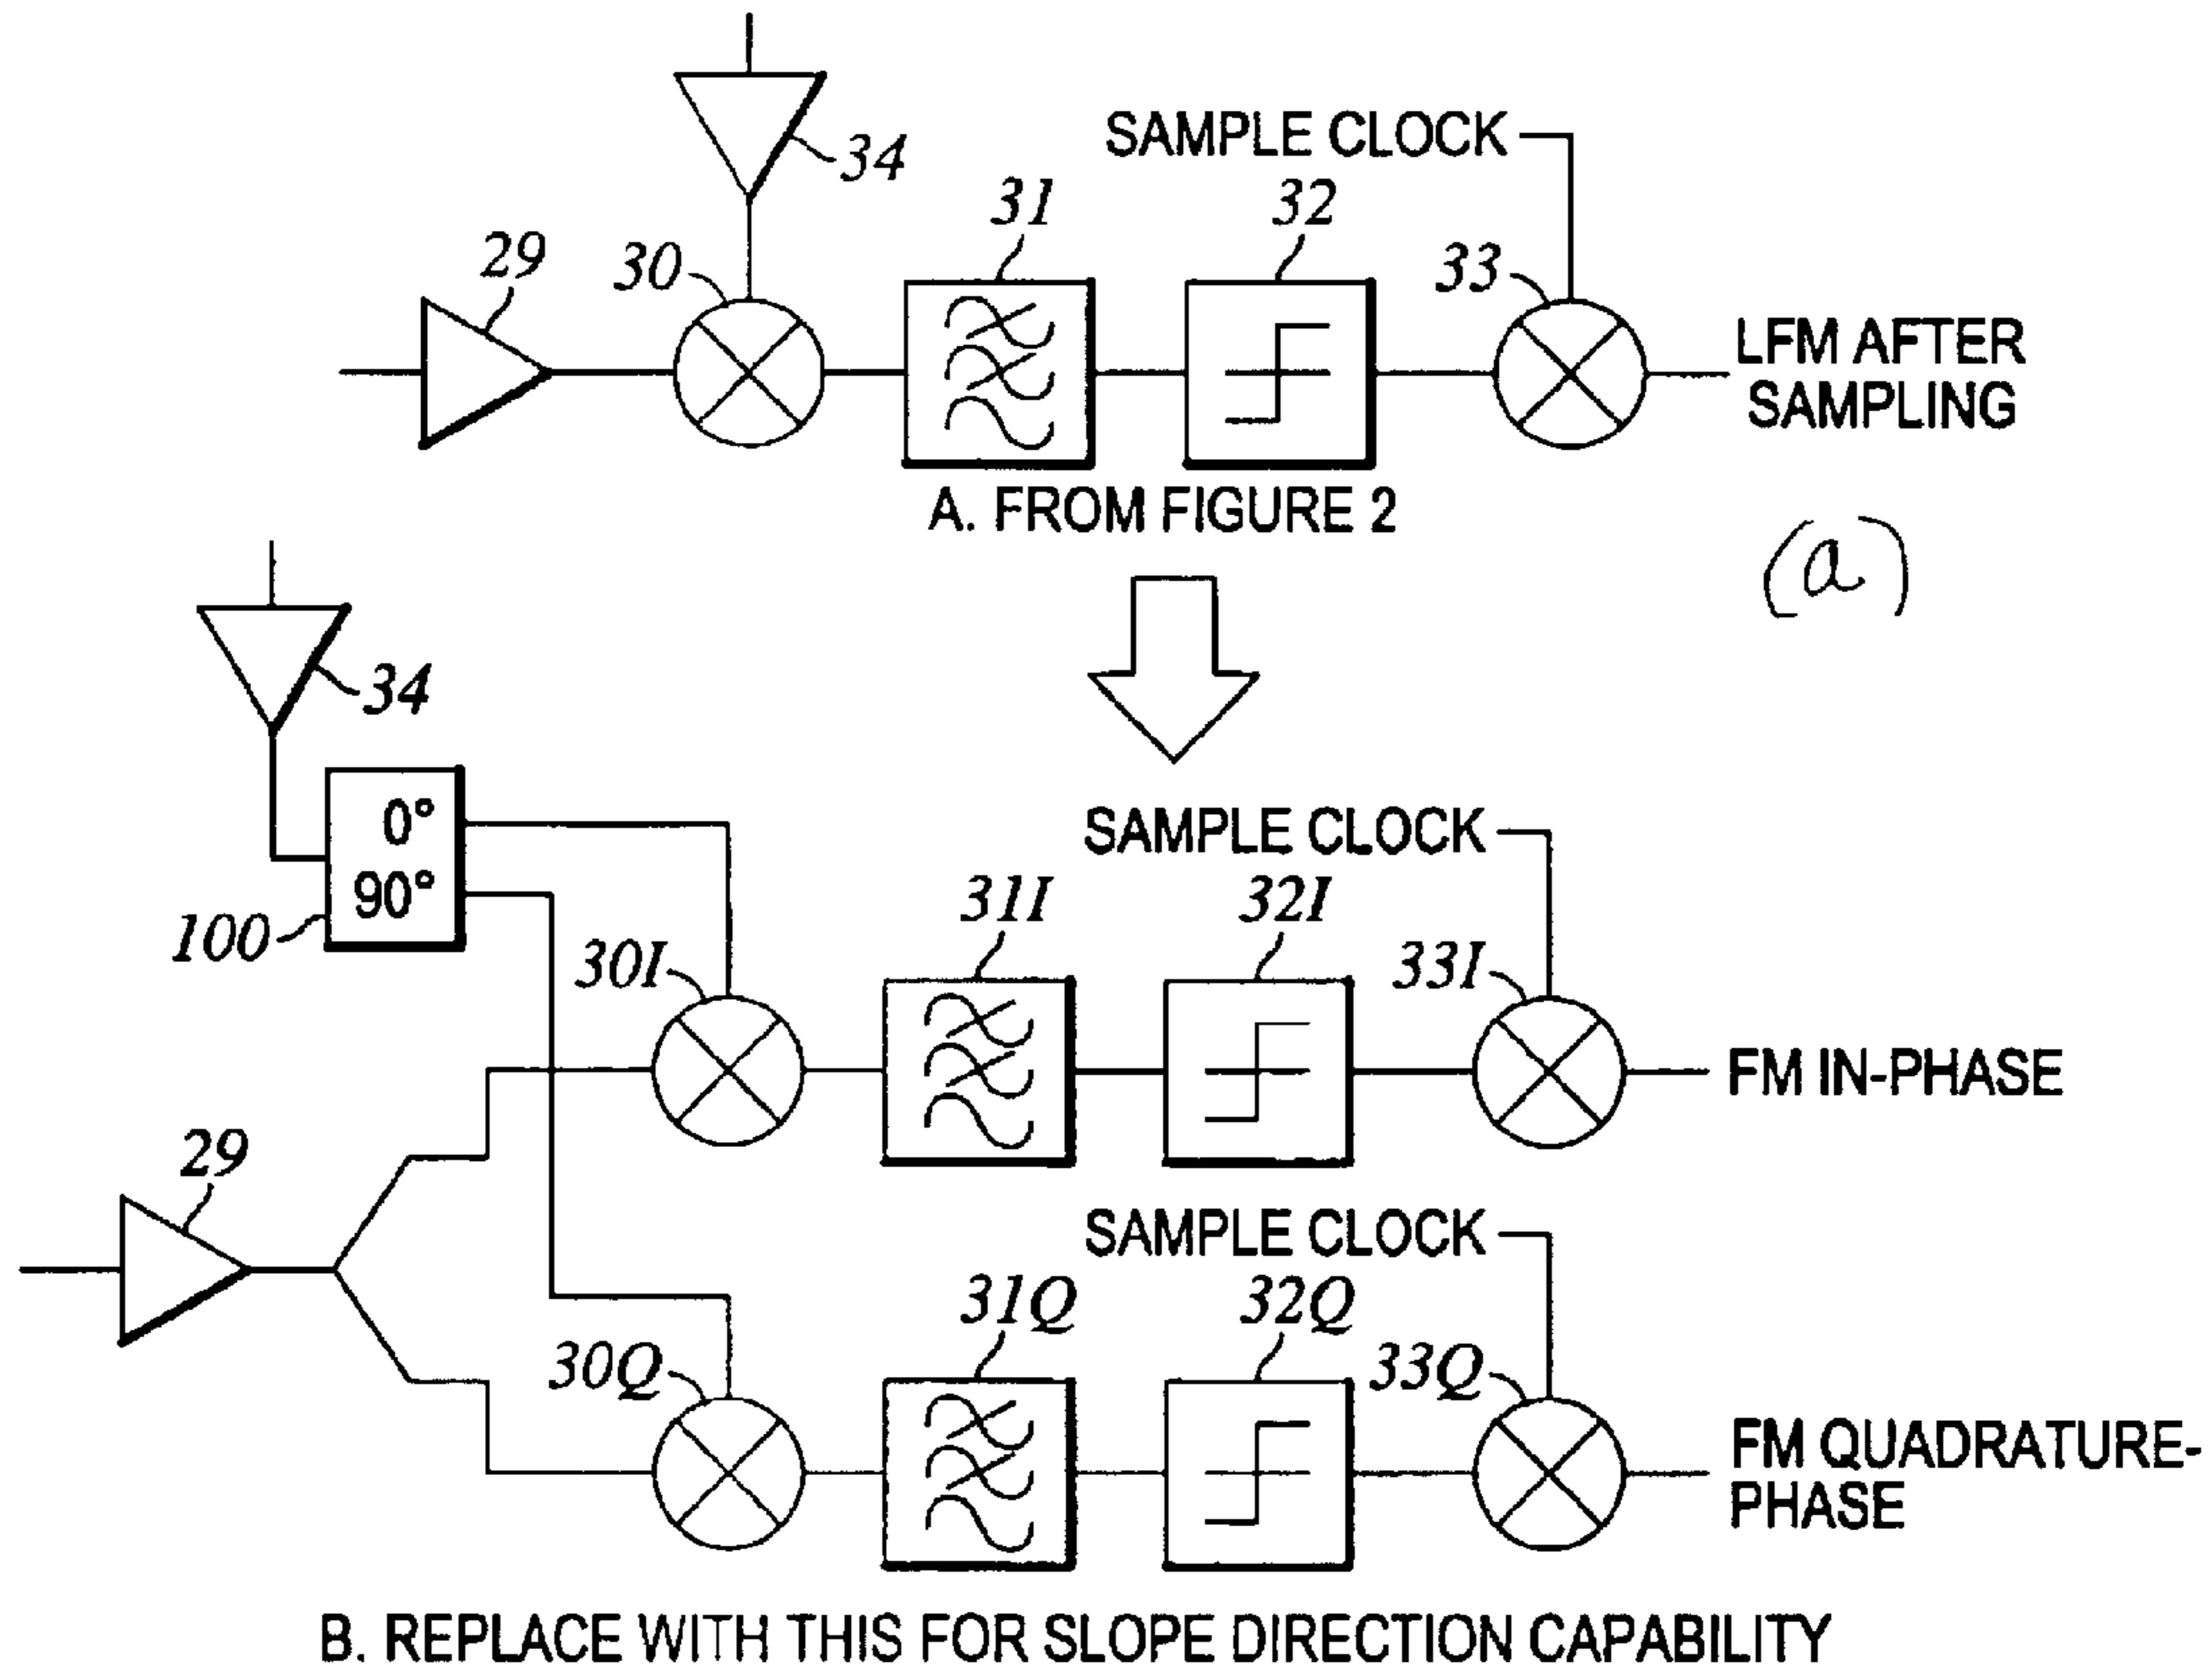 34
SAMPLE CLOCK
31
32
29
30
33
LFM AFTER
SAMPLING
A. FROM FIGURE 2
(a)
34
0°
90°
100
SAMPLE CLOCK
30I
31I
32I
33I
FM IN-PHASE
29
SAMPLE CLOCK
30Q
31Q
32Q
33Q
FM QUADRATURE-
PHASE
B. REPLACE WITH THIS FOR SLOPE DIRECTION CAPABILITY